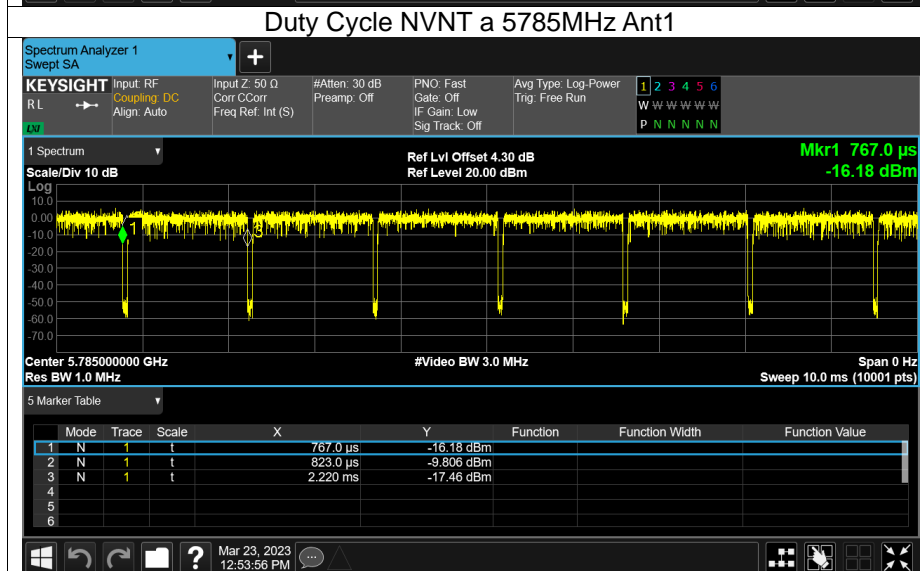 Duty Cycle NVNT a 5785MHz Ant1
Spectrum Analyzer 1
Swept SA
+
KEYSIGHT Input: RF Input Z: 50 Ω #Atten: 30 dB PNO: Fast Avg Type: Log-Power 1 2 3 4 5 6
RL Coupling: DC Corr CCorr Preamp: Off Gate: Off Trig: Free Run W W W W W W
Align: Auto Freq Ref: Int (S) IF Gain: Low
LXI Sig Track: Off P N N N N N
1 Spectrum Ref Lvl Offset 4.30 dB Mkr1 767.0 µs
Scale/Div 10 dB Ref Level 20.00 dBm -16.18 dBm
Log
10.0
0.00
1 3
-10.0
-20.0
-30.0
-40.0
-50.0
-60.0
-70.0
Center 5.785000000 GHz #Video BW 3.0 MHz Span 0 Hz
Res BW 1.0 MHz Sweep 10.0 ms (10001 pts)
5 Marker Table
Mode Trace Scale X Y Function Function Width Function Value
1 N 1 t 767.0 µs -16.18 dBm
2 N 1 t 823.0 µs -9.806 dBm
3 N 1 t 2.220 ms -17.46 dBm
4
5
6
? Mar 23, 2023
12:53:56 PM